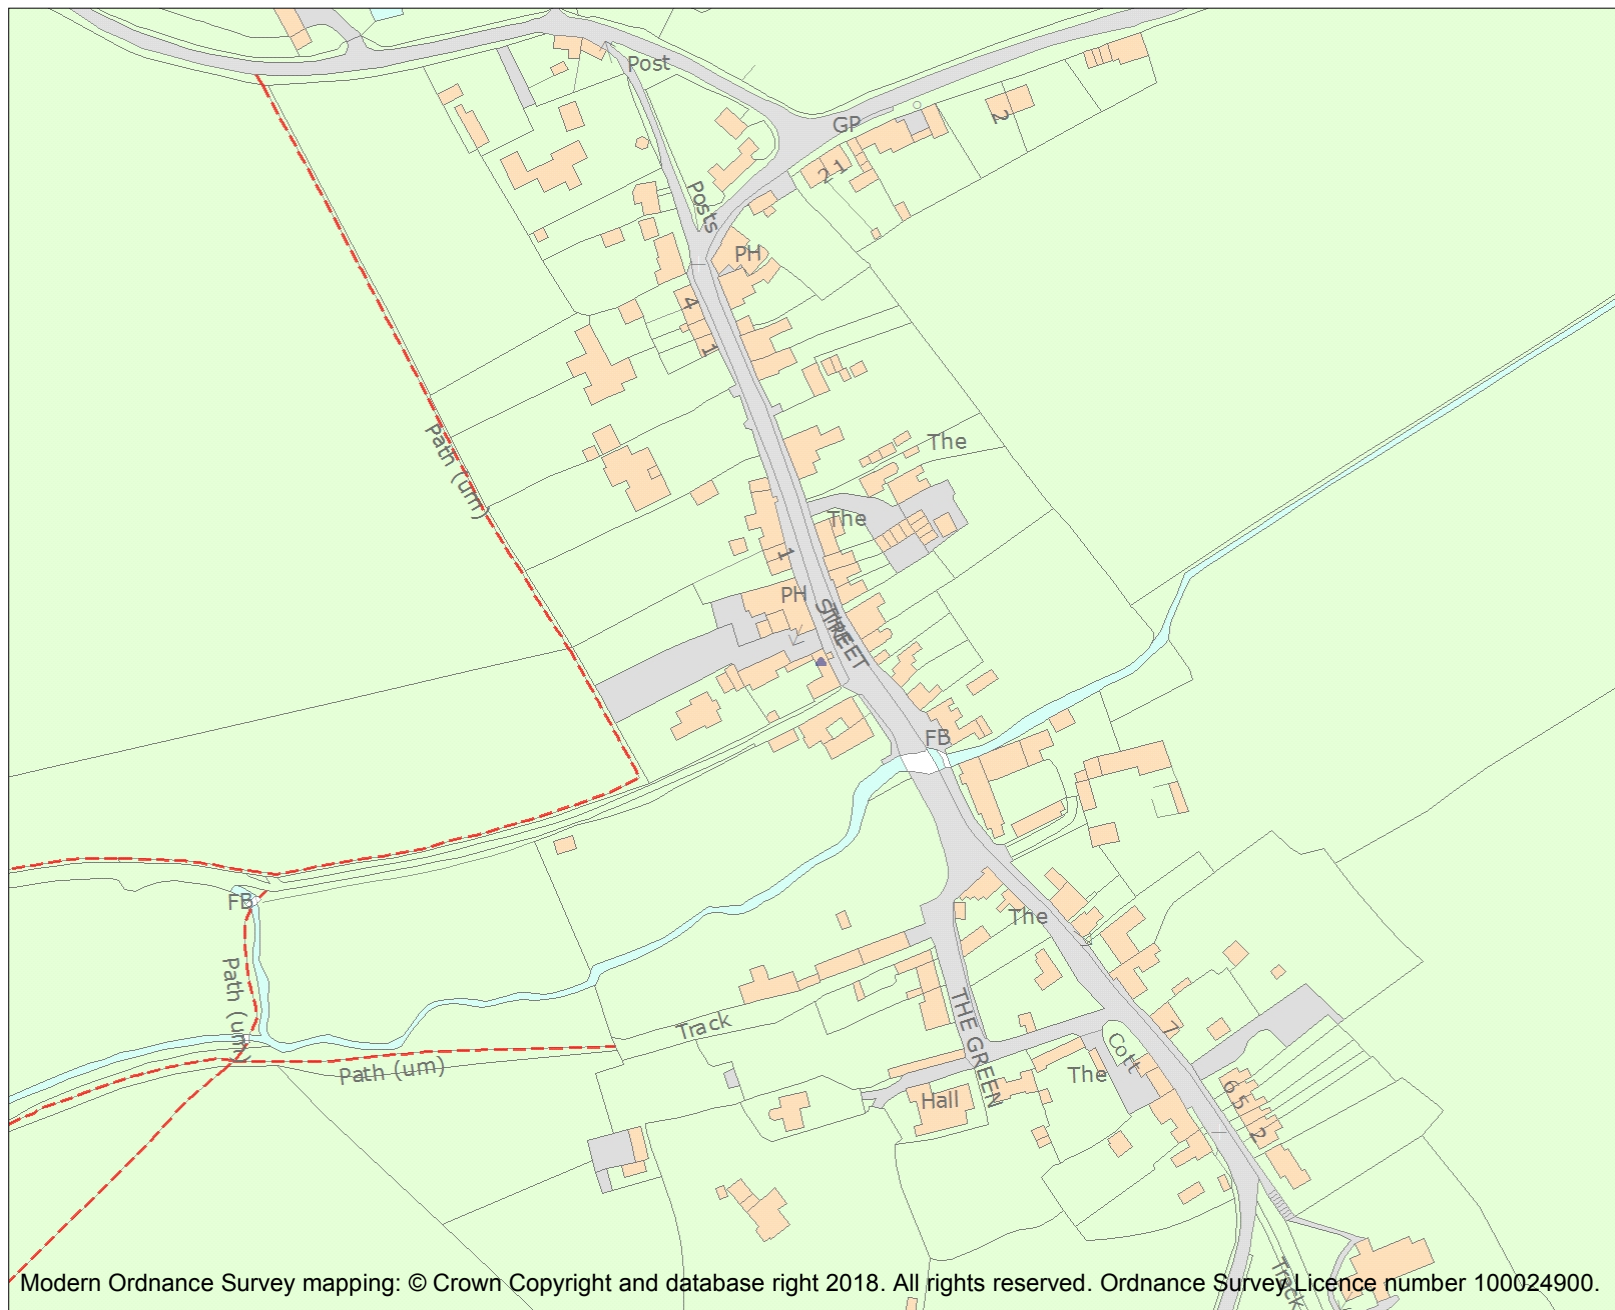 Post
GP
2
2 1
Posts
PH
4
1
Path (um)
The
The
1
PH
THE
STREET
FB
FB
The
Path (um)
Track
THE GREEN
7
Cott
Path (um)
The
Hall
6 5
2
Track
Modern Ordnance Survey mapping: © Crown Copyright and database right 2018. All rights reserved. Ordnance Survey Licence number 100024900.